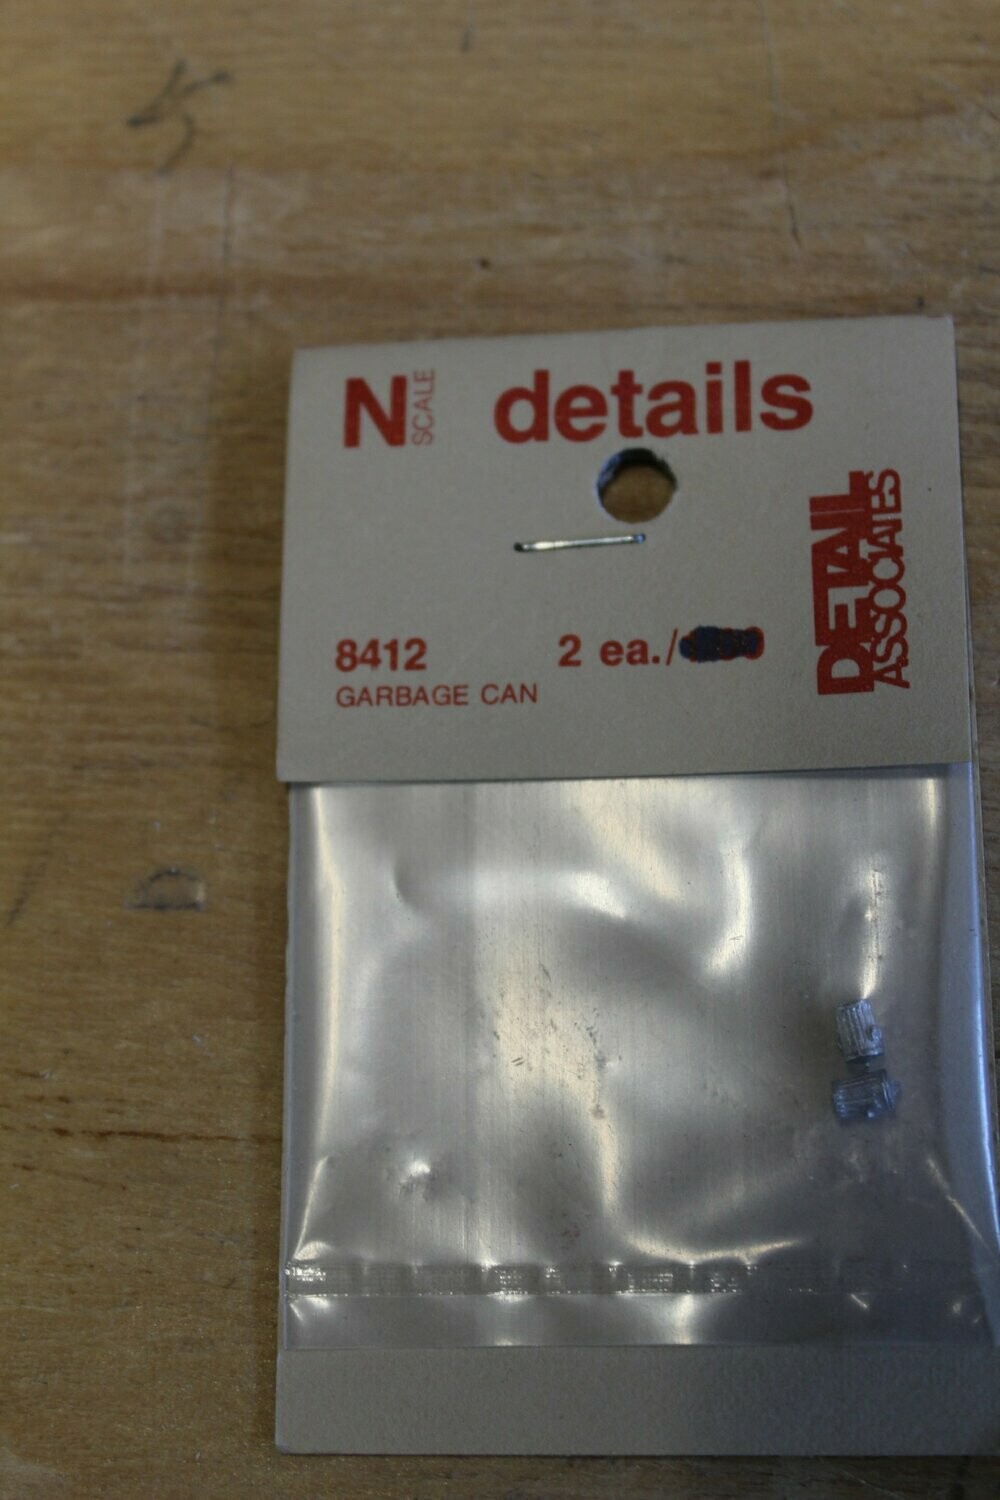 N SCALE details
DETAIL
ASSOCIATES
8412 2 ea./
GARBAGE CAN